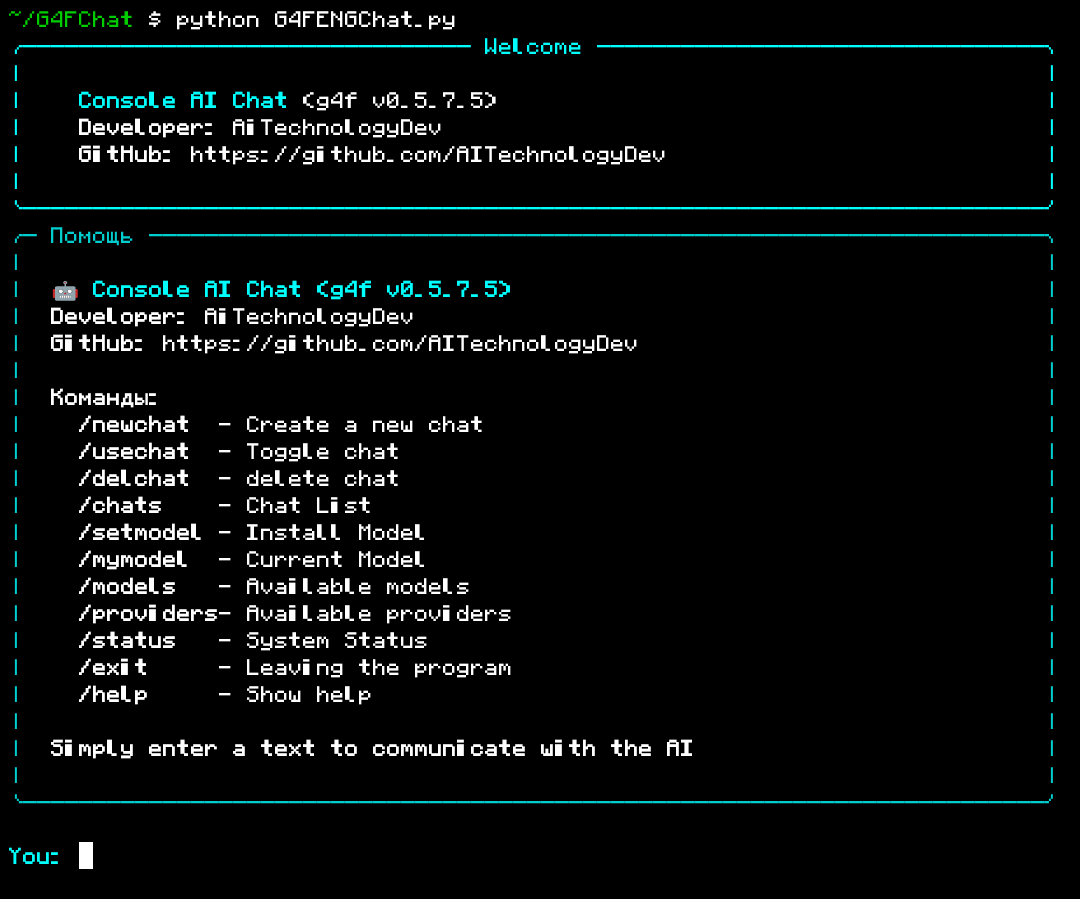 ~/G4FChat $ python G4FENGChat.py
Welcome
Console AI Chat (g4f v0.5.7.5)
Developer: AiTechnologyDev
GitHub: https://github.com/AITechnologyDev
Помощь
🤖 Console AI Chat (g4f v0.5.7.5)
Developer: AiTechnologyDev
GitHub: https://github.com/AITechnologyDev
Команды:
/newchat - Create a new chat
/usechat - Toggle chat
/delchat - delete chat
/chats - Chat List
/setmodel - Install Model
/mymodel - Current Model
/models - Available models
/providers- Available providers
/status - System Status
/exit - Leaving the program
/help - Show help
Simply enter a text to communicate with the AI
You: